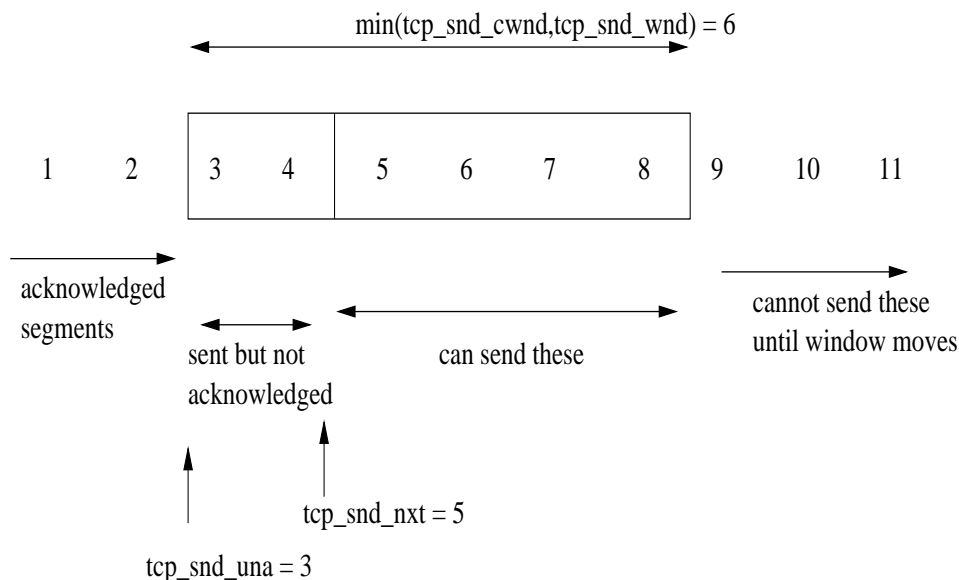 min(tcp_snd_cwnd,tcp_snd_wnd) = 6
1 2 3 4 5 6 7 8 9 10 11
acknowledged
segments
sent but not
acknowledged
can send these
cannot send these
until window moves
tcp_snd_nxt = 5
tcp_snd_una = 3